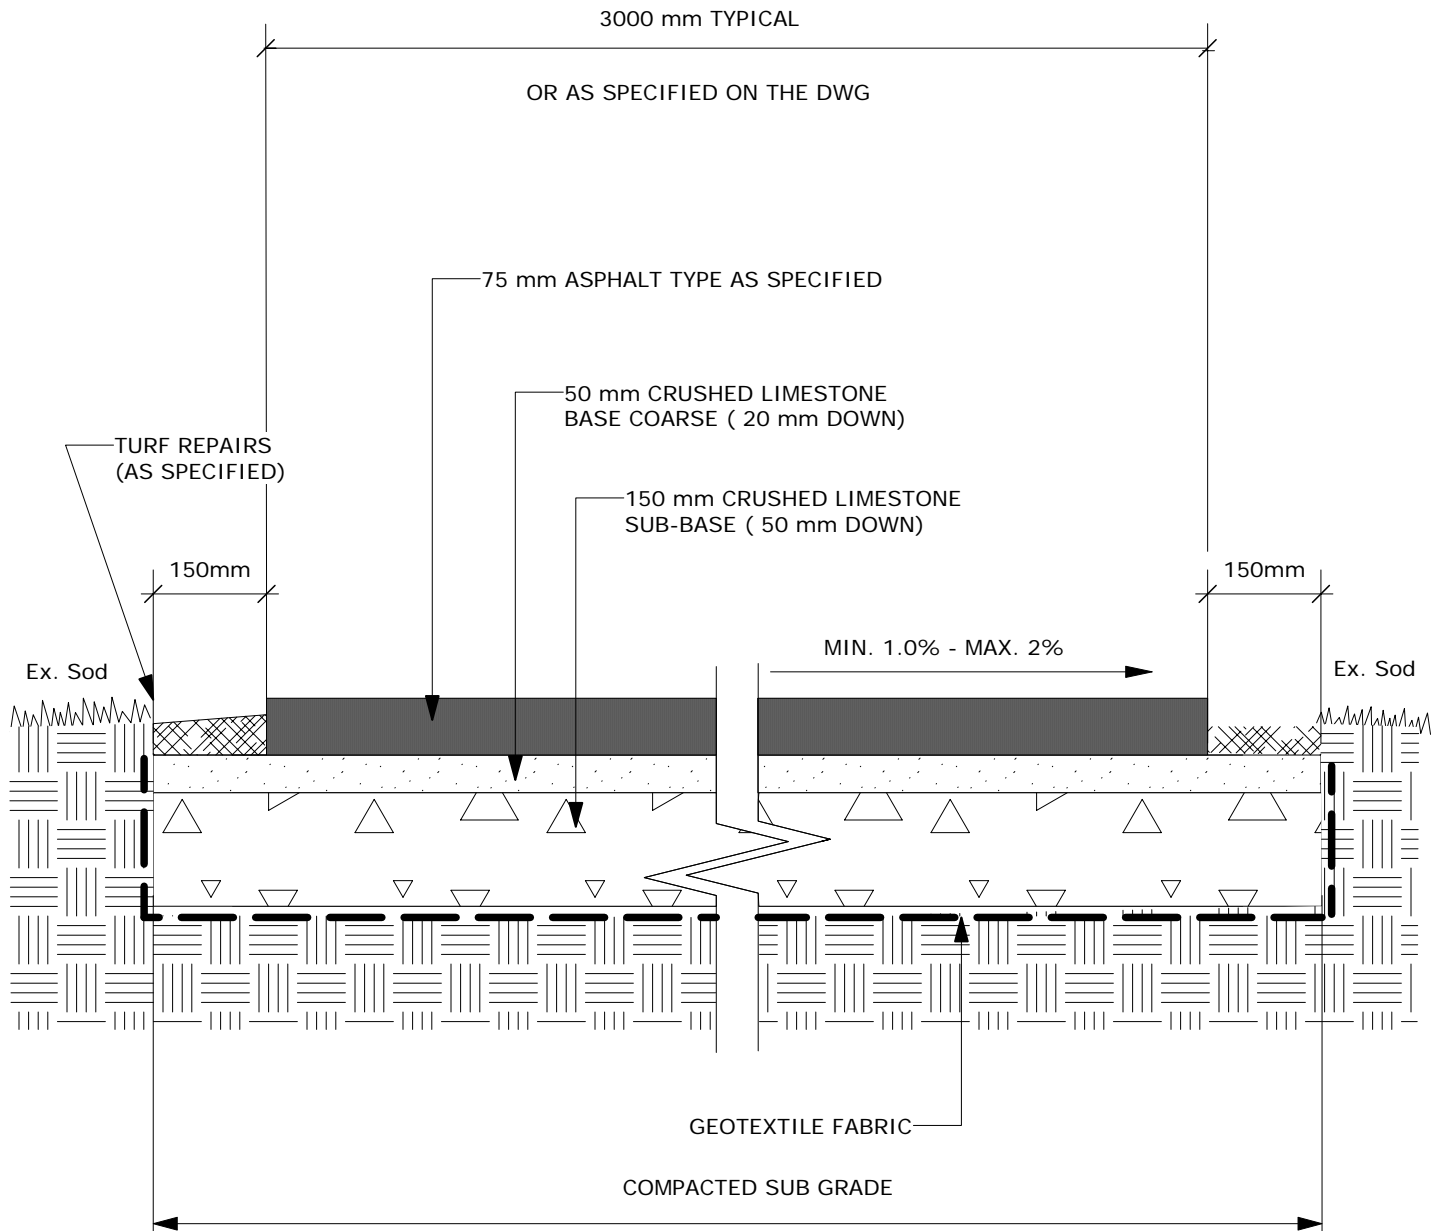 3000 mm TYPICAL
OR AS SPECIFIED ON THE DWG
75 mm ASPHALT TYPE AS SPECIFIED
50 mm CRUSHED LIMESTONE
BASE COARSE ( 20 mm DOWN)
TURF REPAIRS
(AS SPECIFIED)
150 mm CRUSHED LIMESTONE
SUB-BASE ( 50 mm DOWN)
150mm
150mm
MIN. 1.0% - MAX. 2%
Ex. Sod
Ex. Sod
GEOTEXTILE FABRIC
COMPACTED SUB GRADE